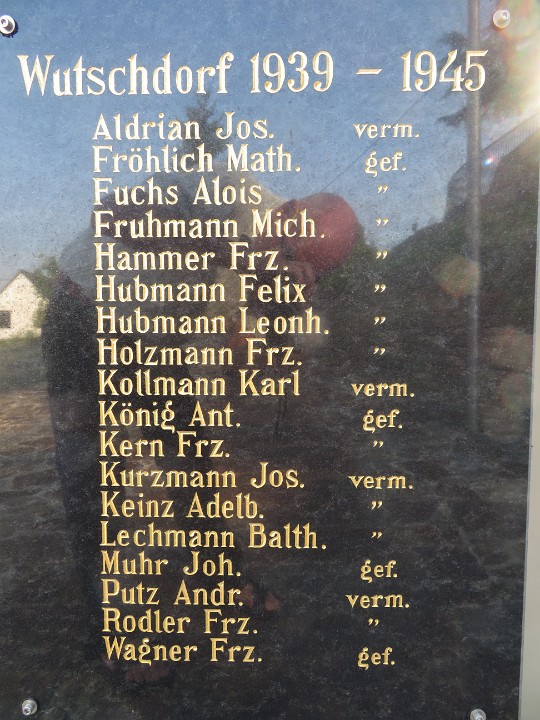 Wutschdorf 1939 – 1945
Aldrian Jos. verm.
Fröhlich Math. gef.
Fuchs Alois "
Fruhmann Mich. "
Hammer Frz. "
Hubmann Felix "
Hubmann Leonh. "
Holzmann Frz. "
Kollmann Karl verm.
König Ant. gef.
Kern Frz. "
Kurzmann Jos. verm.
Keinz Adelb. "
Lechmann Balth. "
Muhr Joh. gef.
Putz Andr. verm.
Rodler Frz. "
Wagner Frz. gef.